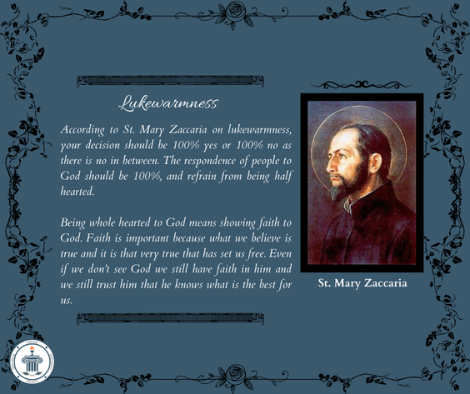 Lukewarmness
According to St. Mary Zaccaria on lukewarmness,
your decision should be 100% yes or 100% no as
there is no in between. The respondence of people to
God should be 100%, and refrain from being half
hearted.
Being whole hearted to God means showing faith to
God. Faith is important because what we believe is
true and it is that very true that has set us free. Even
if we don't see God we still have faith in him and
we still trust him that he knows what is the best for
us.
St. Mary Zaccaria